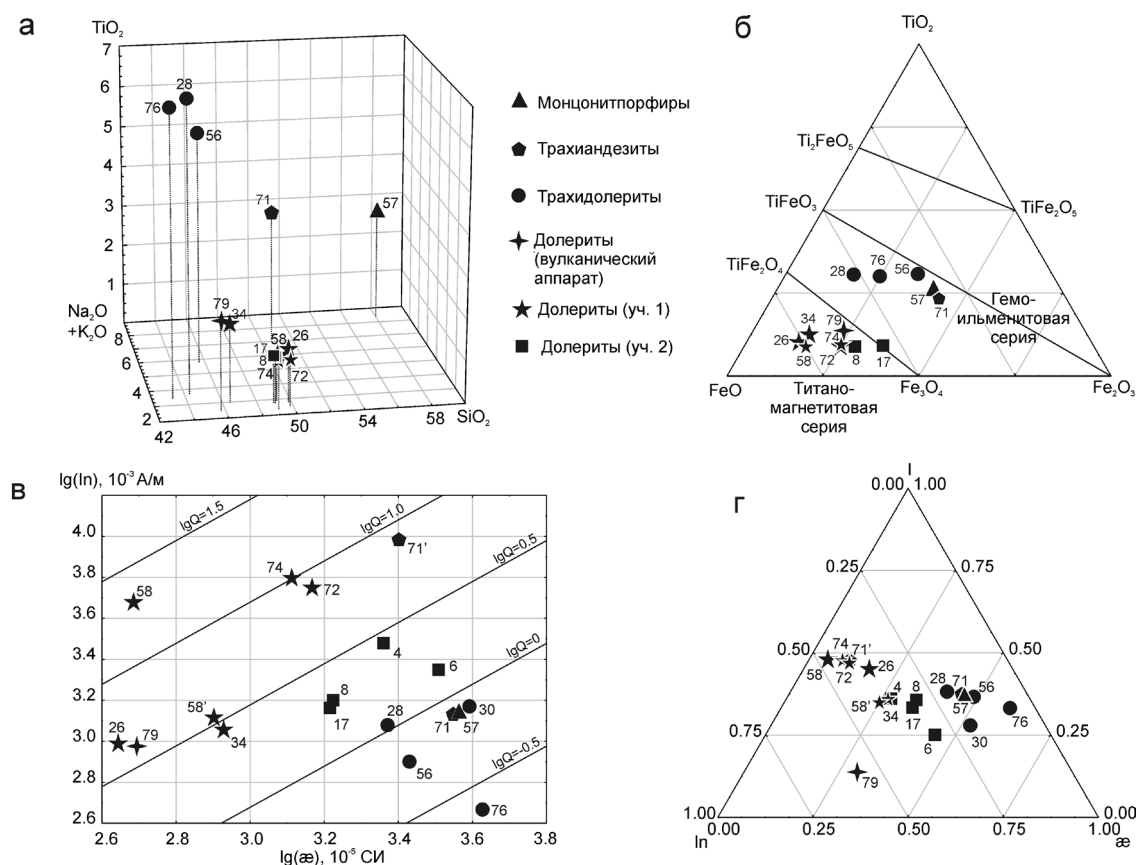 а
TiO2
7
6
5
4
3
2
1
0
28
76
56
71
57
79
34
58
26
17
8
74
72
Na2O
+K2O
8
6
4
2
42
46
50
54
58
SiO2
Монцонитпорфиры
Трахиандезиты
Трахидолериты
Долериты
(вулканический
аппарат)
Долериты (уч. 1)
Долериты (уч. 2)
б
TiO2
Ti2FeO5
TiFeO3
TiFe2O5
TiFe2O4
28
76
56
57
71
34
79
26
58
74
72
8
17
Гемо-
ильменитовая
серия
FeO
Титано-
магнетитовая
серия
Fe3O4
Fe2O3
в
lg(In), 10-3 А/м
4.0
3.8
3.6
3.4
3.2
3.0
2.8
2.6
lgQ=1.5
lgQ=1.0
lgQ=0.5
lgQ=0
lgQ=-0.5
71'
74
72
58
4
6
8
17
28
30
71
57
58'
34
26
79
56
76
2.6
2.8
3.0
3.2
3.4
3.6
3.8
lg(æ), 10-5 СИ
г
I
0.00
1.00
0.25
0.75
0.50
0.50
0.75
0.25
1.00
0.00
0.25
0.50
0.75
1.00
0.00
In
æ
74
71'
58
72
26
4
8
58'
34
17
6
28
71
56
57
76
30
79